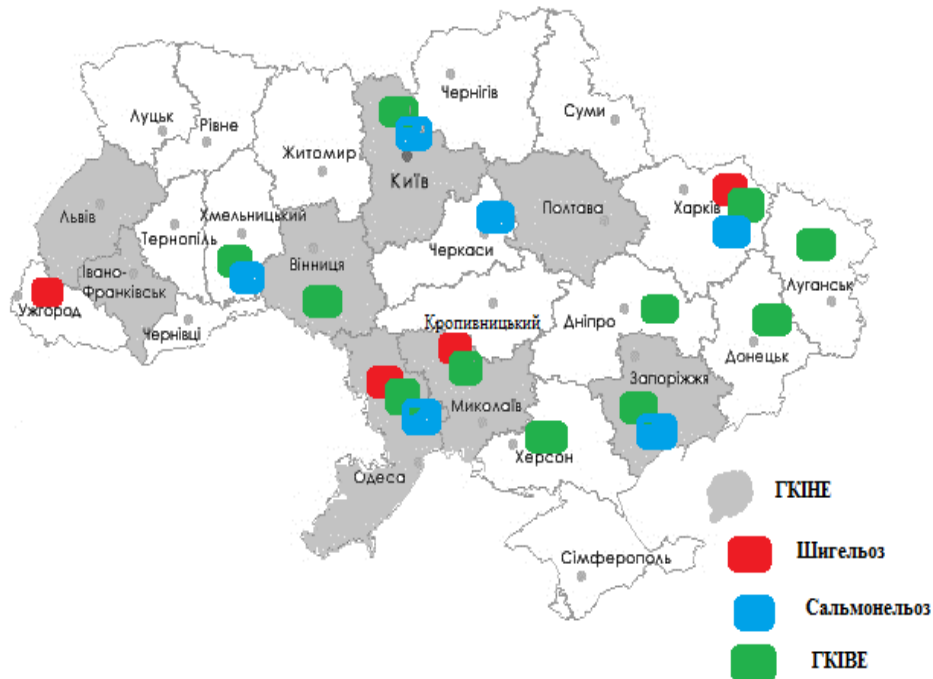 Чернігів
Суми
Луцьк
Рівне
Житомир
Київ
Львів
Тернопіль
Хмельницький
Вінниця
Черкаси
Полтава
Харків
Луганськ
Івано-
Франківськ
Ужгород
Чернівці
Кропивницький
Дніпро
Донецьк
Запоріжжя
Миколаїв
Херсон
Одеса
Сімферополь
ГКІНЕ
Шигельоз
Сальмонельоз
ГКІВЕ